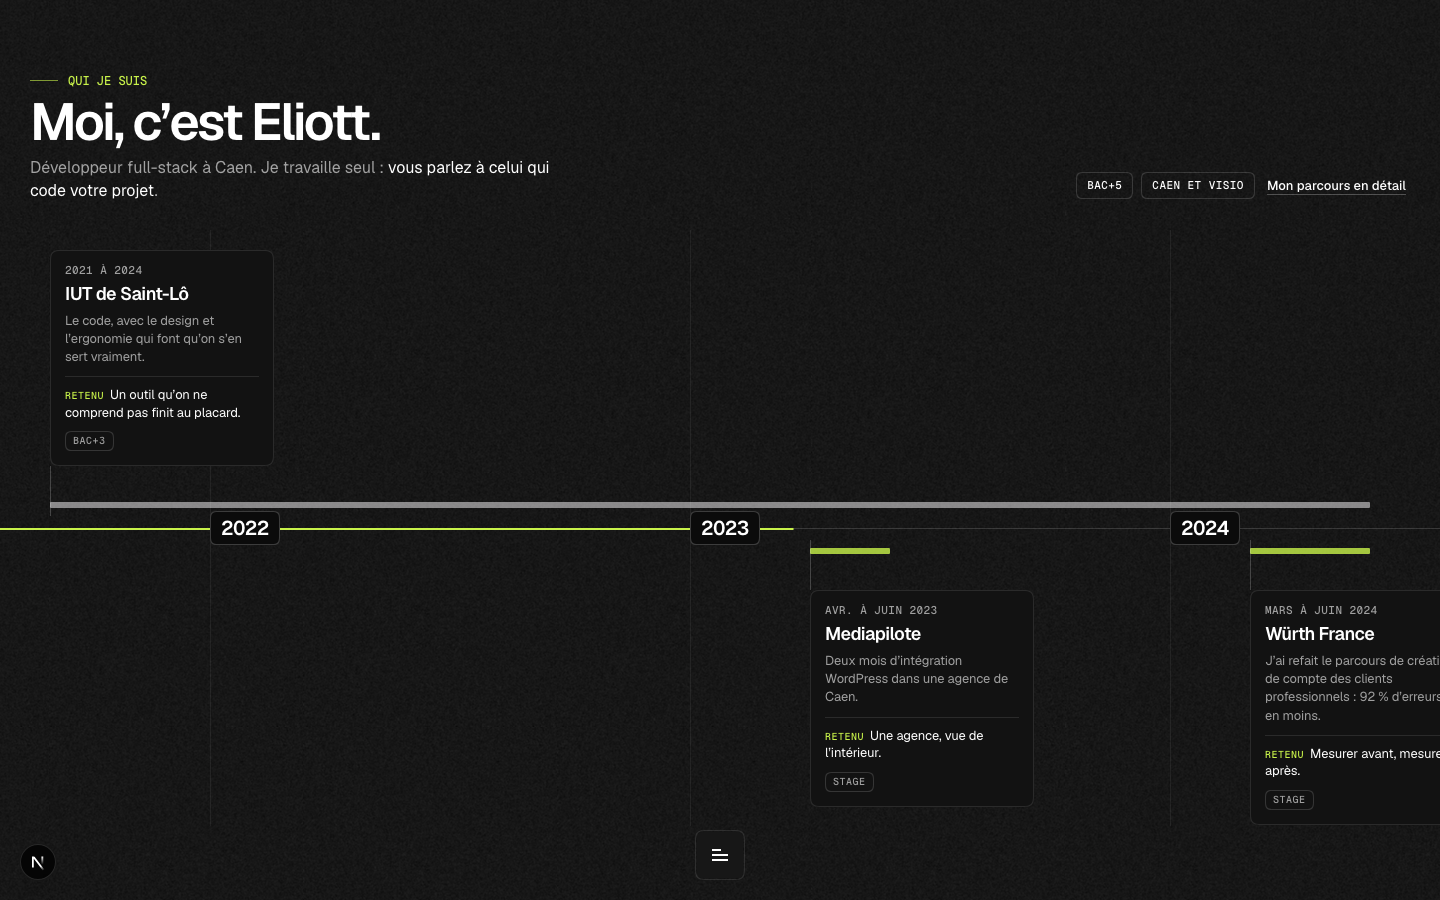 QUI JE SUIS
Moi, c’est Eliott.
Développeur full-stack à Caen. Je travaille seul : vous parlez à celui qui
code votre projet.
BAC+5
CAEN ET VISIO
Mon parcours en détail
2021 À 2024
IUT de Saint-Lô
Le code, avec le design et
l’ergonomie qui font qu’on s’en
sert vraiment.
RETENU Un outil qu’on ne
comprend pas finit au placard.
BAC+3
2022
2023
2024
AVR. À JUIN 2023
Mediapilote
Deux mois d’intégration
WordPress dans une agence de
Caen.
RETENU Une agence, vue de
l’intérieur.
STAGE
MARS À JUIN 2024
Würth France
J’ai refait le parcours de créati
de compte des clients
professionnels : 92 % d’erreurs
en moins.
RETENU Mesurer avant, mesure
après.
STAGE
N